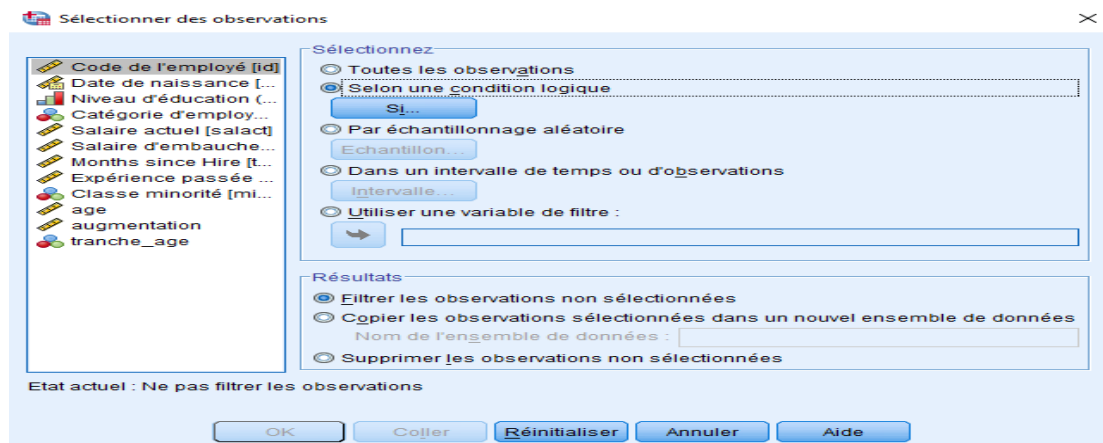 Sélectionner des observations
Code de l'employé [id]
Date de naissance [...
Niveau d'éducation (...
Catégorie d'employ...
Salaire actuel [salact]
Salaire d'embauche...
Months since Hire [t...
Expérience passée ...
Classe minorité [mi...
age
augmentation
tranche_age
Sélectionnez
Toutes les observations
Selon une condition logique
Si...
Par échantillonnage aléatoire
Echantillon...
Dans un intervalle de temps ou d'observations
Intervalle...
Utiliser une variable de filtre :
Résultats
Filtrer les observations non sélectionnées
Copier les observations sélectionnées dans un nouvel ensemble de données
Nom de l'ensemble de données :
Supprimer les observations non sélectionnées
Etat actuel : Ne pas filtrer les observations
OK
Coller
Réinitialiser
Annuler
Aide